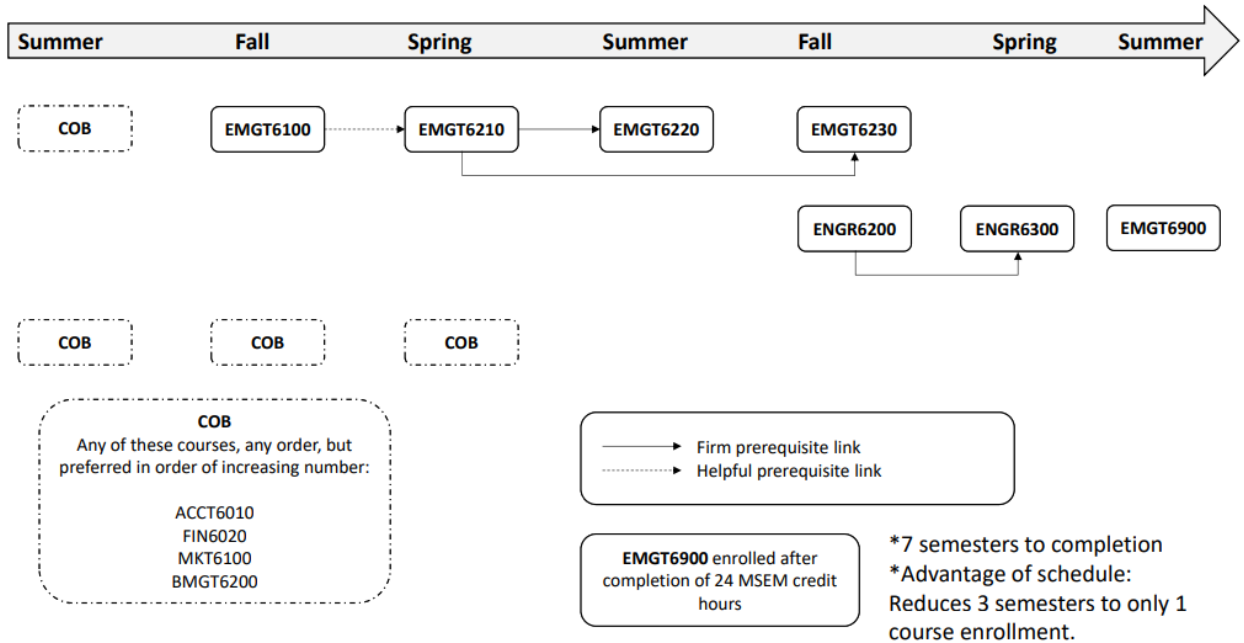 Summer Fall Spring Summer Fall Spring Summer
COB EMGT6100 EMGT6210 EMGT6220 EMGT6230
ENGR6200 ENGR6300 EMGT6900
COB COB COB
COB
Any of these courses, any order, but
preferred in order of increasing number:
ACCT6010
FIN6020
MKT6100
BMGT6200
Firm prerequisite link
Helpful prerequisite link
EMGT6900 enrolled after
completion of 24 MSEM credit
hours
*7 semesters to completion
*Advantage of schedule:
Reduces 3 semesters to only 1
course enrollment.